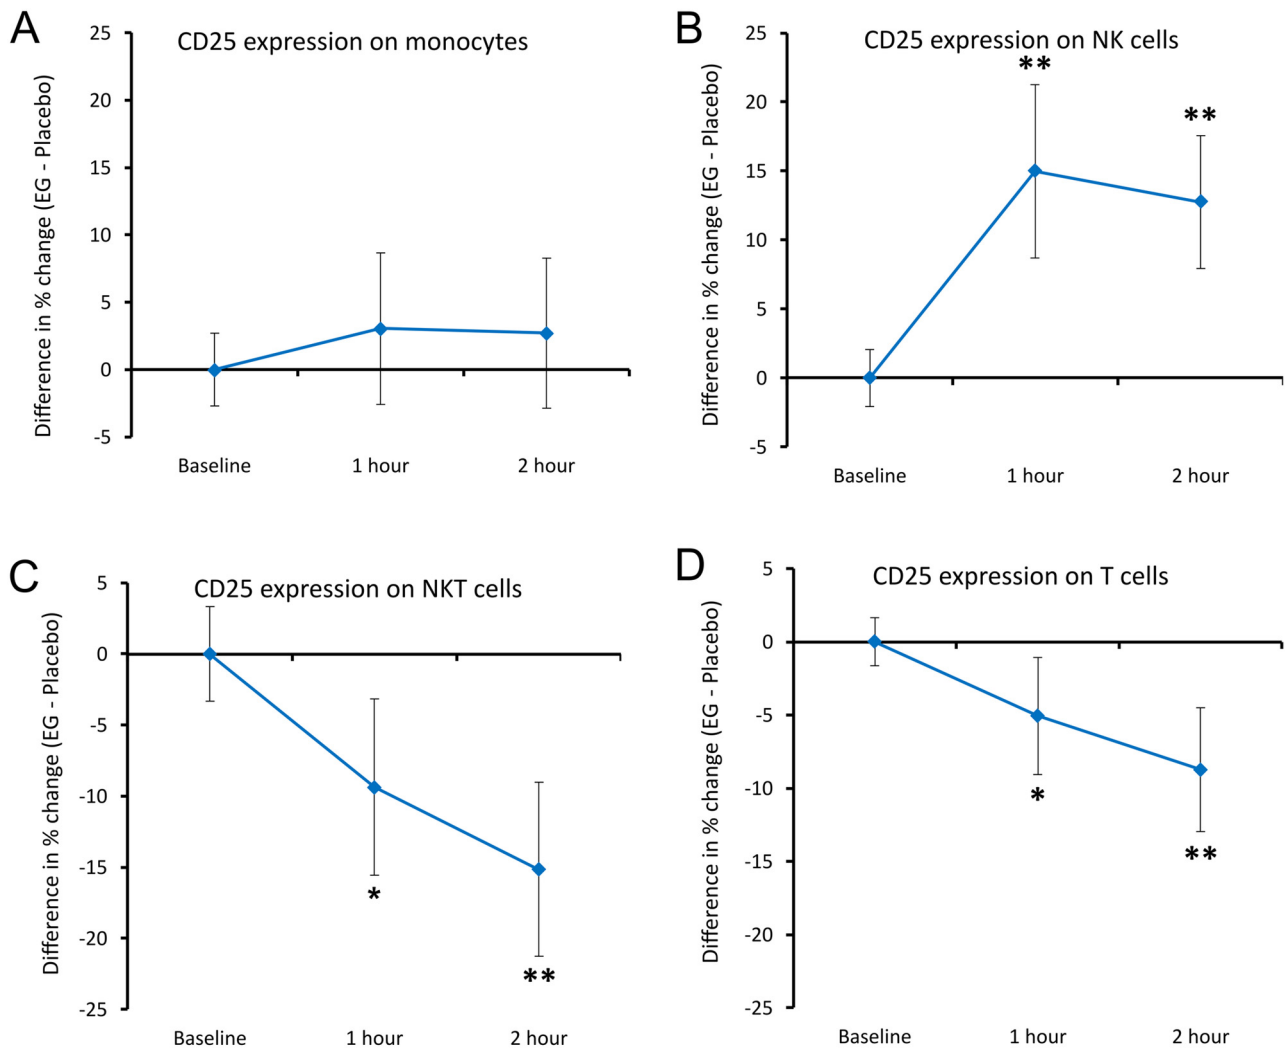 A
CD25 expression on monocytes
Difference in % change (EG - Placebo)
25
20
15
10
5
0
-5
Baseline
1 hour
2 hour
B
CD25 expression on NK cells
**
**
Difference in % change (EG - Placebo)
25
20
15
10
5
0
-5
Baseline
1 hour
2 hour
C
CD25 expression on NKT cells
Difference in % change (EG - Placebo)
5
0
-5
-10
-15
-20
-25
*
**
Baseline
1 hour
2 hour
D
CD25 expression on T cells
Difference in % change (EG - Placebo)
5
0
-5
-10
-15
-20
-25
*
**
Baseline
1 hour
2 hour